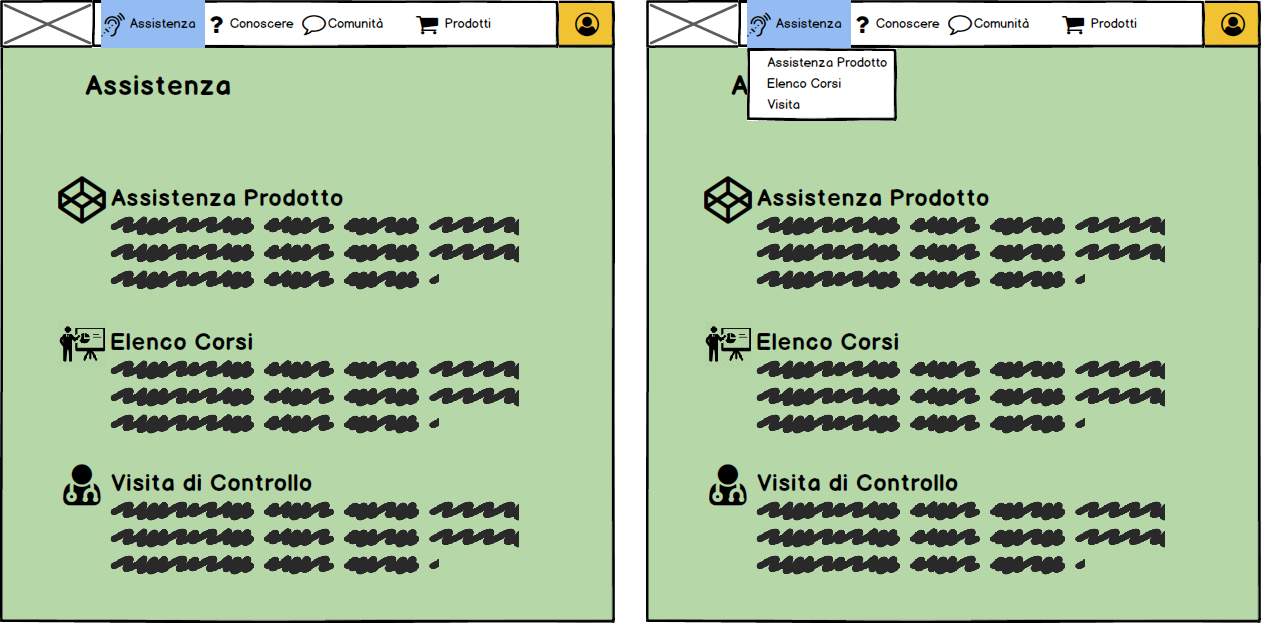 Assistenza ? Conoscere Comunità Prodotti
Assistenza
Assistenza Prodotto
Elenco Corsi
Visita di Controllo
Assistenza ? Conoscere Comunità Prodotti
Assistenza Prodotto
Elenco Corsi
Visita
A
Assistenza Prodotto
Elenco Corsi
Visita di Controllo